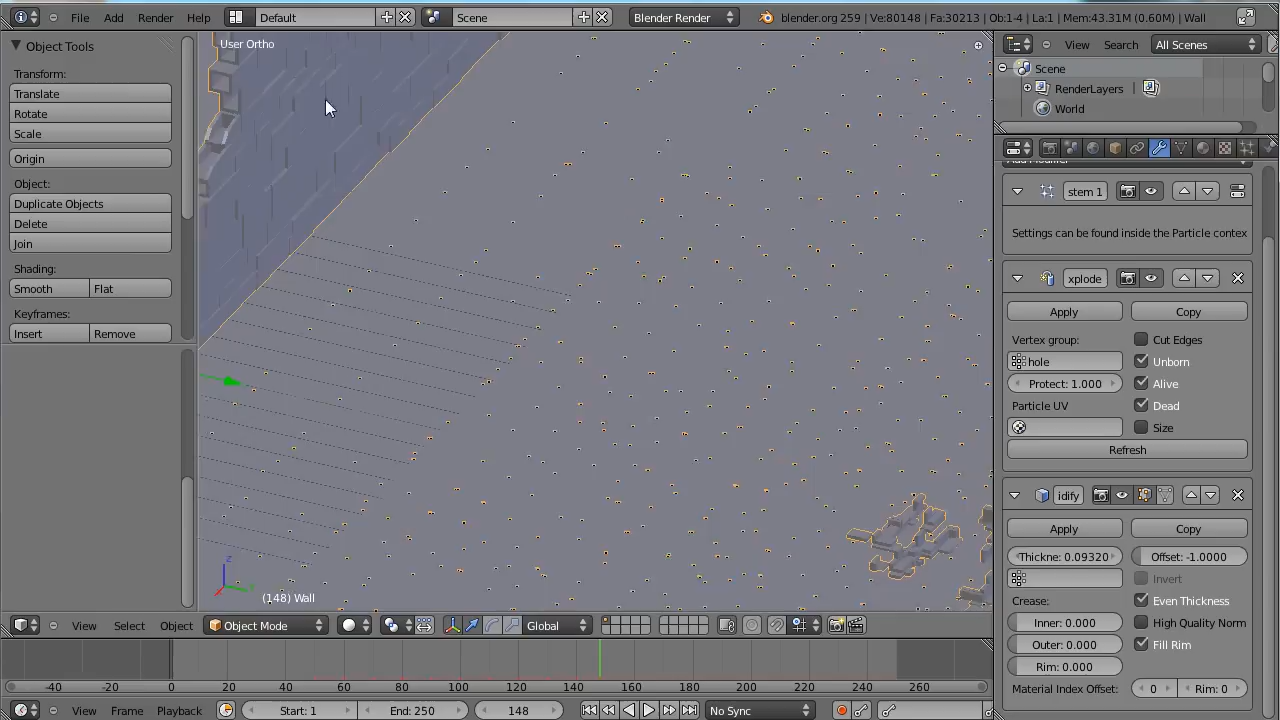 File Add Render Help Default Scene Blender Render blender.org 259 | Ve:80148 | Fa:30213 | Ob:1-4 | La:1 | Mem:43.31M (0.60M) | Wall
Object Tools
Transform:
Translate
Rotate
Scale
Origin
Object:
Duplicate Objects
Delete
Join
Shading:
Smooth Flat
Keyframes:
Insert Remove
User Ortho
z
(148) Wall
View Select Object Object Mode Global
-40 -20 0 20 40 60 80 100 120 140 160 180 200 220 240 260
View Frame Playback Start: 1 End: 250 148 No Sync
View Search All Scenes
Scene
RenderLayers |
World
Add Modifier
stem 1
Settings can be found inside the Particle contex
xplode
Apply Copy
Vertex group: Cut Edges
hole Unborn
Protect: 1.000 Alive
Particle UV Dead
Size
Refresh
idify
Apply Copy
Thickne: 0.09320 Offset: -1.0000
Invert
Crease: Even Thickness
Inner: 0.000 High Quality Norm
Outer: 0.000 Fill Rim
Rim: 0.000
Material Index Offset: 0 Rim: 0